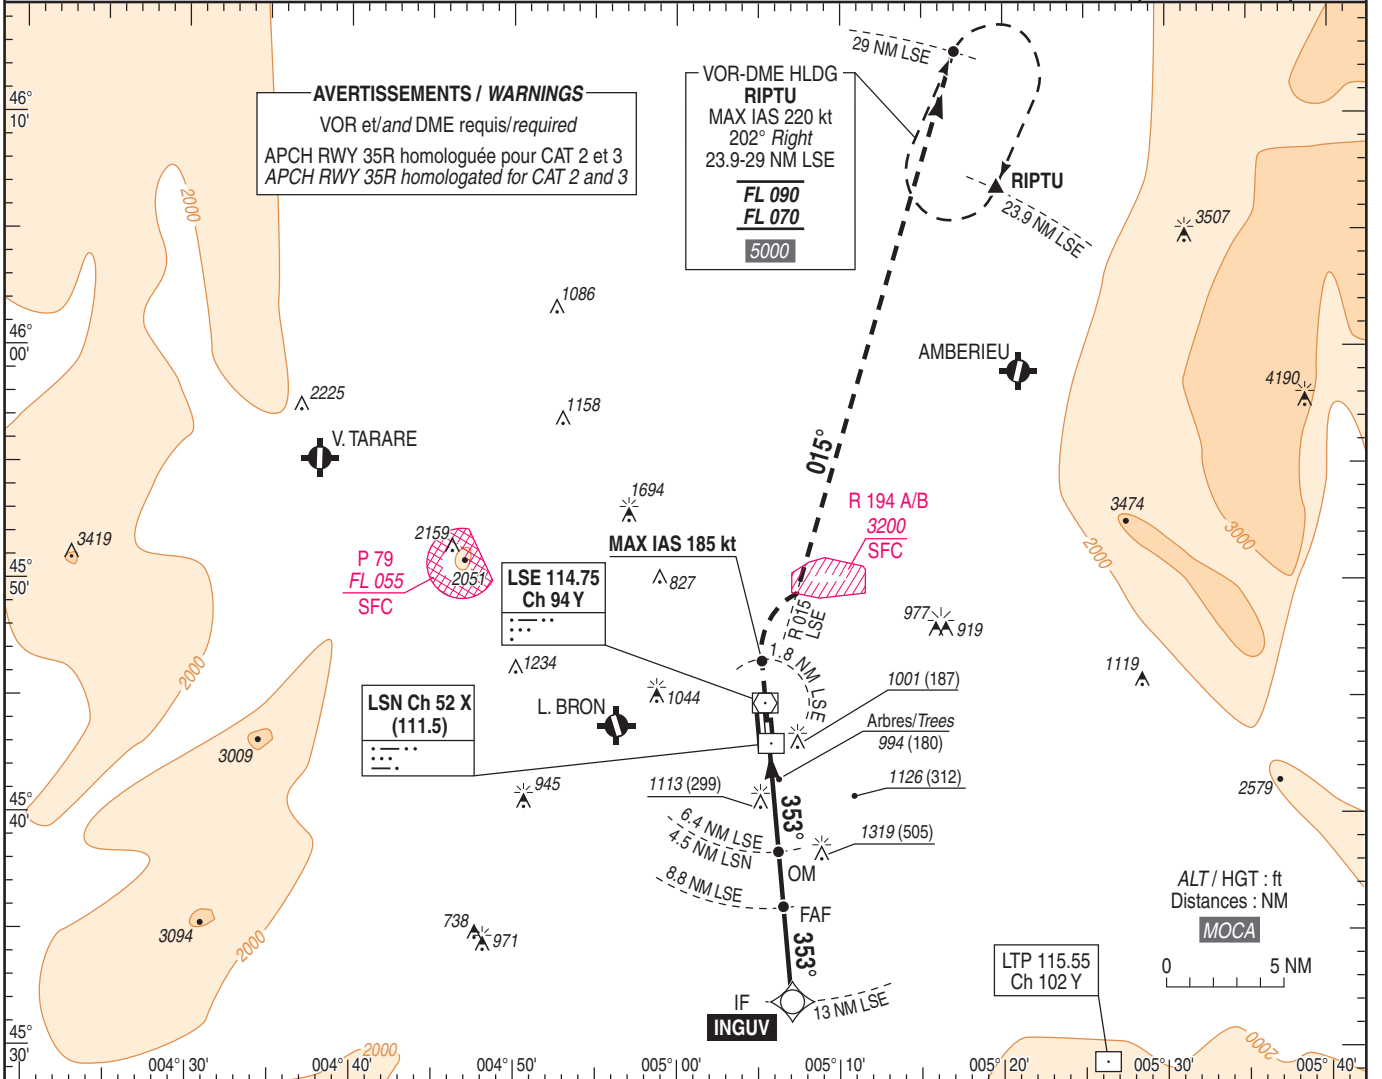 29 NM LSE
VOR-DME HLDG
RIPTU
MAX IAS 220 kt
202° Right
23.9-29 NM LSE
FL 090
FL 070
5000
AVERTISSEMENTS / WARNINGS
VOR et/and DME requis/required
APCH RWY 35R homologuée pour CAT 2 et 3
APCH RWY 35R homologated for CAT 2 and 3
46°
10'
2000
RIPTU
23.9 NM LSE
3507
1086
46°
00'
AMBERIEU
4190
2225
1158
V. TARARE
015°
1694
R 194 A/B
3200
SFC
3474
3000
2000
3419
2159
2051
P 79
FL 055
SFC
MAX IAS 185 kt
827
45°
50'
LSE 114.75
Ch 94 Y
R 015
LSE
977
919
1.8 NM LSE
1234
1119
2000
1044
1001 (187)
LSN Ch 52 X
(111.5)
L. BRON
Arbres/Trees
994 (180)
3009
945
1113 (299)
1126 (312)
2579
45°
40'
353°
6.4 NM LSE
4.5 NM LSN
1319 (505)
OM
8.8 NM LSE
FAF
ALT / HGT : ft
Distances : NM
MOCA
3094
738
971
2000
353°
LTP 115.55
Ch 102 Y
0
5 NM
IF
INGUV
13 NM LSE
45°
30'
2000
2000
004° 30'
004° 40'
004° 50'
005° 00'
005° 10'
005° 20'
005° 30'
005° 40'